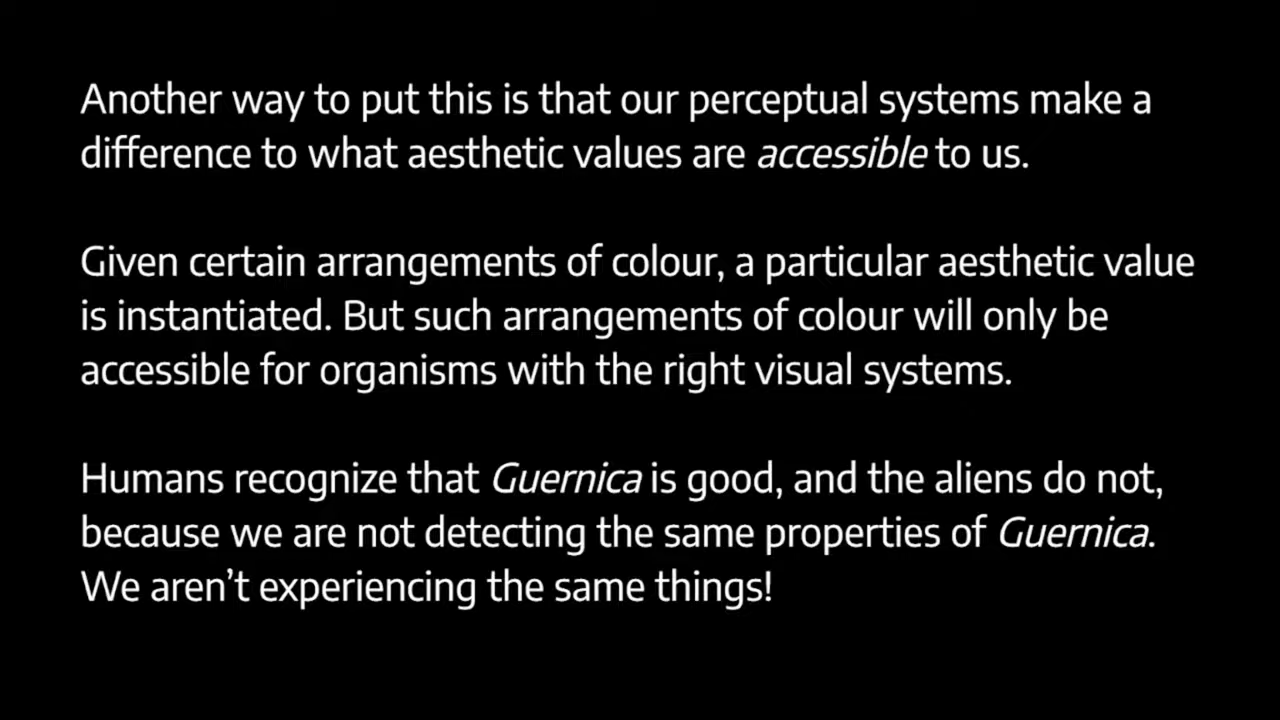 Another way to put this is that our perceptual systems make a
difference to what aesthetic values are accessible to us.
Given certain arrangements of colour, a particular aesthetic value
is instantiated. But such arrangements of colour will only be
accessible for organisms with the right visual systems.
Humans recognize that Guernica is good, and the aliens do not,
because we are not detecting the same properties of Guernica.
We aren’t experiencing the same things!